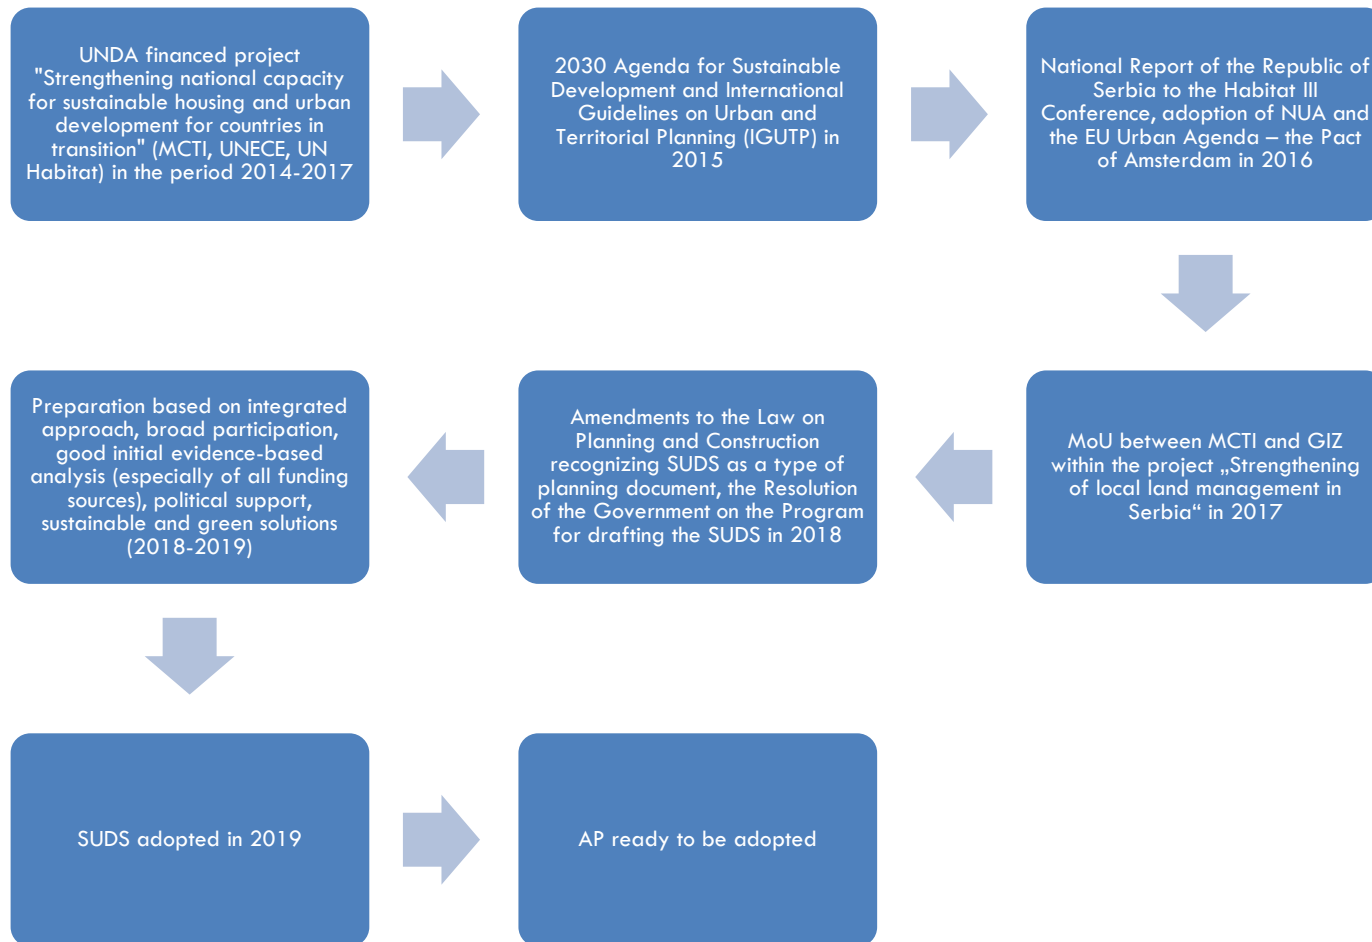 UNDA financed project
"Strengthening national capacity
for sustainable housing and urban
development for countries in
transition" (MCTI, UNECE, UN
Habitat) in the period 2014-2017
2030 Agenda for Sustainable
Development and International
Guidelines on Urban and
Territorial Planning (IGUTP) in
2015
National Report of the Republic of
Serbia to the Habitat III
Conference, adoption of NUA and
the EU Urban Agenda – the Pact
of Amsterdam in 2016
MoU between MCTI and GIZ
within the project „Strengthening
of local land management in
Serbia“ in 2017
Amendments to the Law on
Planning and Construction
recognizing SUDS as a type of
planning document, the Resolution
of the Government on the Program
for drafting the SUDS in 2018
Preparation based on integrated
approach, broad participation,
good initial evidence-based
analysis (especially of all funding
sources), political support,
sustainable and green solutions
(2018-2019)
SUDS adopted in 2019
AP ready to be adopted